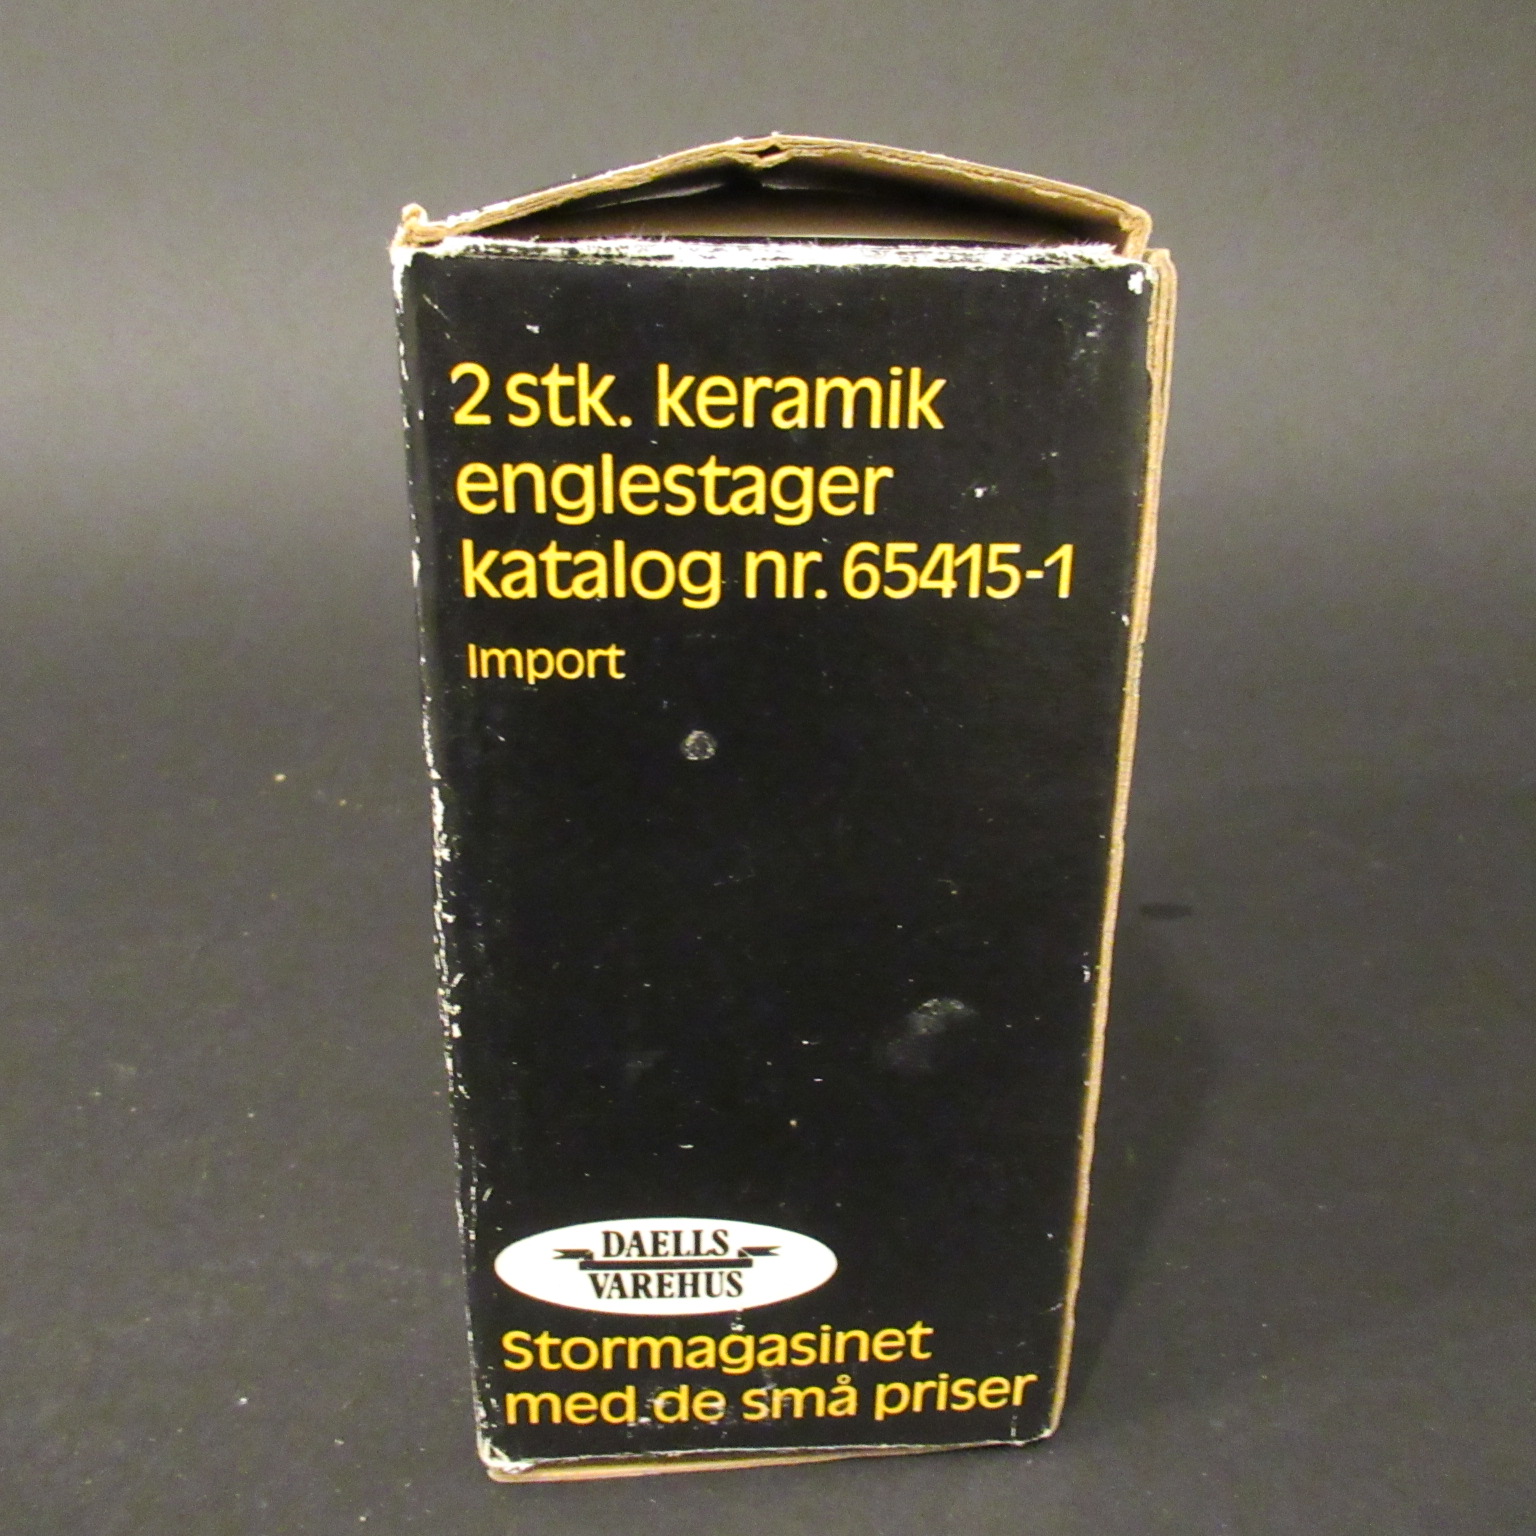 2 stk. keramik
englestager
katalog nr. 65415-1
Import
DAELLS
VAREHUS
Stormagasinet
med de små priser